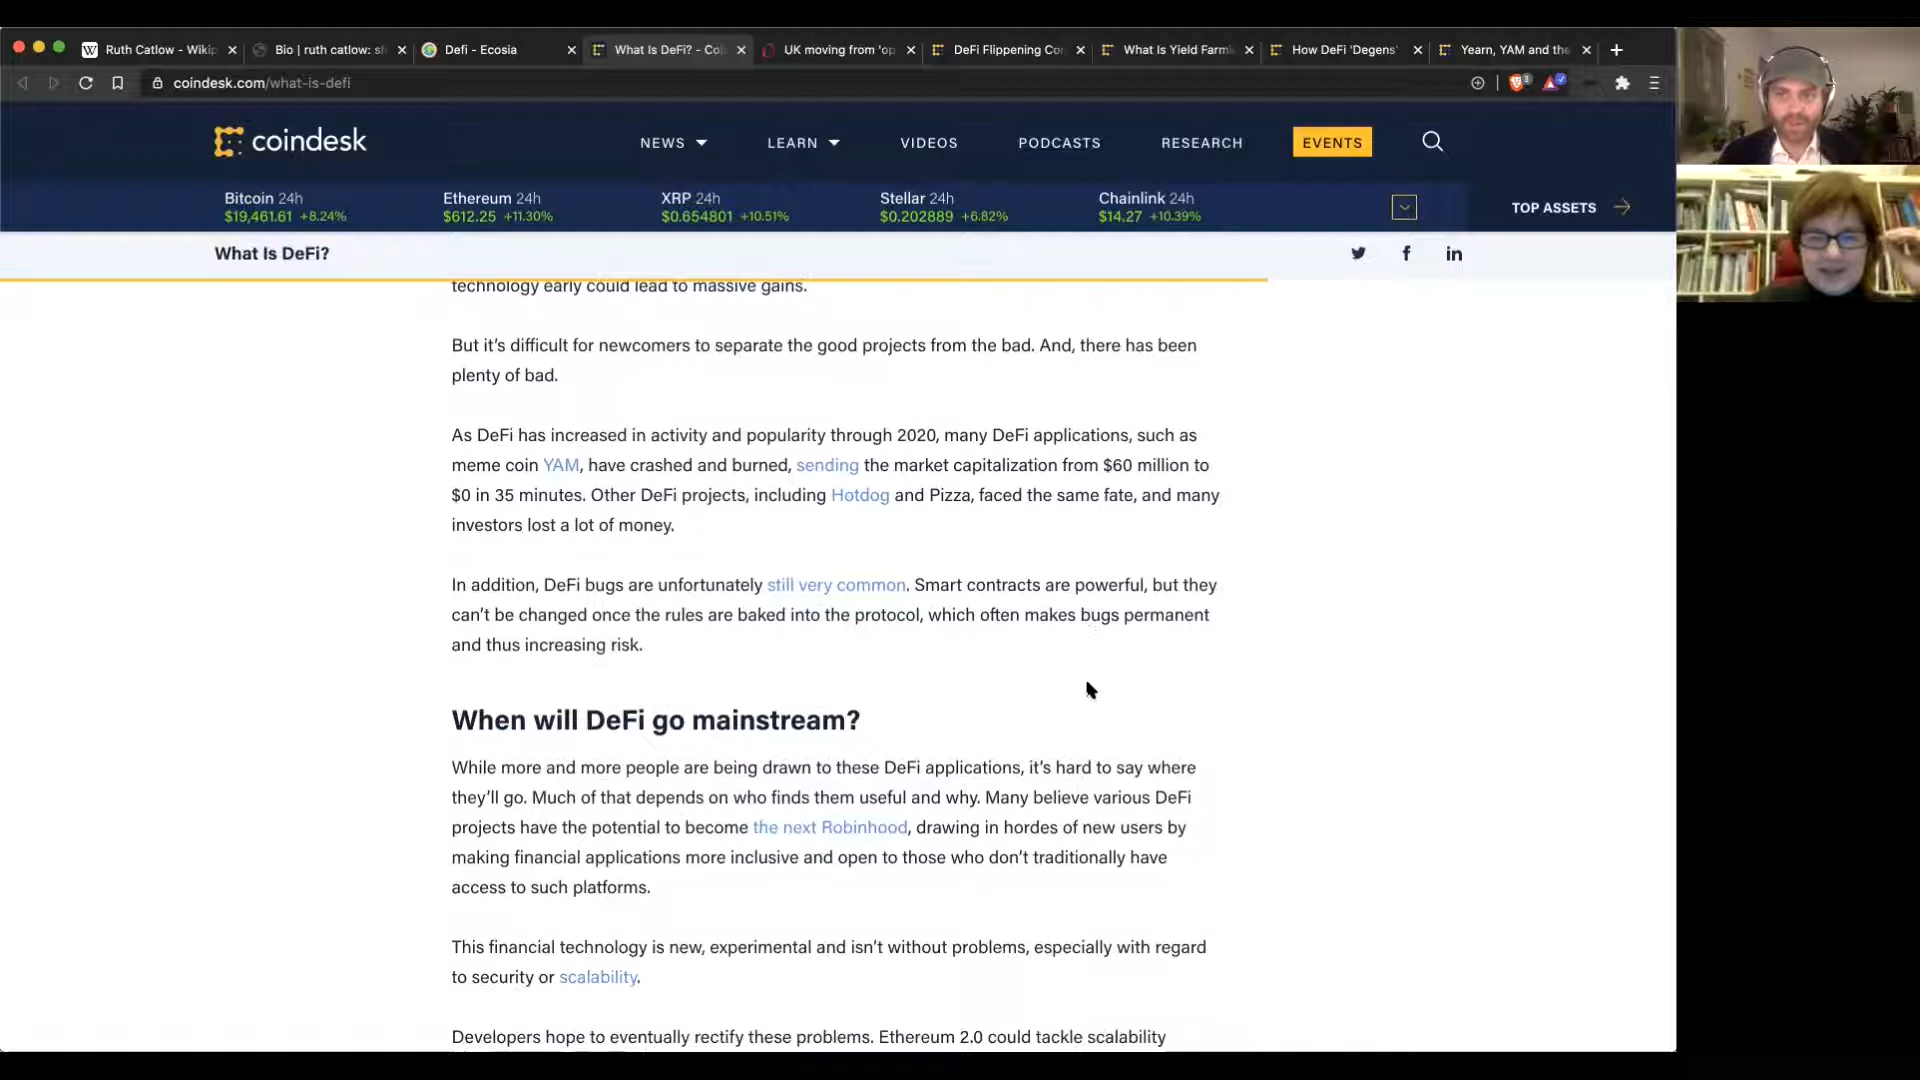 Ruth Catlow - Wikip
Bio | ruth catlow: sh
Defi - Ecosia
What Is DeFi? - Coi
UK moving from 'op
DeFi Flippening Co
What Is Yield Farmi
How DeFi 'Degens'
Yearn, YAM and the
coindesk.com/what-is-defi
3
coindesk
NEWS
LEARN
VIDEOS
PODCASTS
RESEARCH
EVENTS
Bitcoin 24h
$19,461.61 +8.24%
Ethereum 24h
$612.25 +11.30%
XRP 24h
$0.654801 +10.51%
Stellar 24h
$0.202889 +6.82%
Chainlink 24h
$14.27 +10.39%
TOP ASSETS
What Is DeFi?
technology early could lead to massive gains.
But it’s difficult for newcomers to separate the good projects from the bad. And, there has been
plenty of bad.
As DeFi has increased in activity and popularity through 2020, many DeFi applications, such as
meme coin YAM, have crashed and burned, sending the market capitalization from $60 million to
$0 in 35 minutes. Other DeFi projects, including Hotdog and Pizza, faced the same fate, and many
investors lost a lot of money.
In addition, DeFi bugs are unfortunately still very common. Smart contracts are powerful, but they
can’t be changed once the rules are baked into the protocol, which often makes bugs permanent
and thus increasing risk.
When will DeFi go mainstream?
While more and more people are being drawn to these DeFi applications, it’s hard to say where
they’ll go. Much of that depends on who finds them useful and why. Many believe various DeFi
projects have the potential to become the next Robinhood, drawing in hordes of new users by
making financial applications more inclusive and open to those who don’t traditionally have
access to such platforms.
This financial technology is new, experimental and isn’t without problems, especially with regard
to security or scalability.
Developers hope to eventually rectify these problems. Ethereum 2.0 could tackle scalability